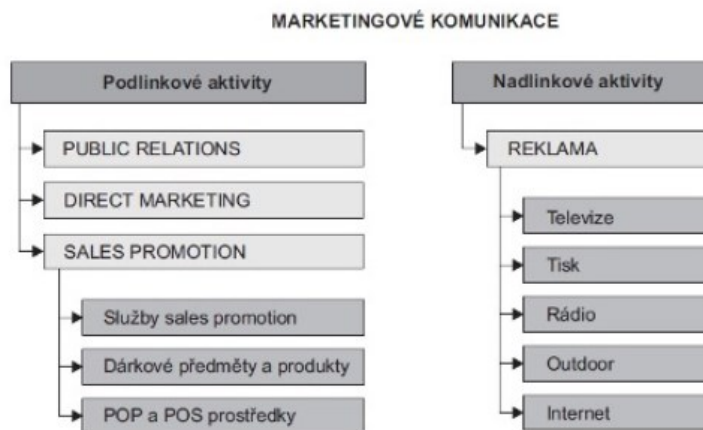 MARKETINGOVÉ KOMUNIKACE
Podlinkové aktivity
PUBLIC RELATIONS
DIRECT MARKETING
SALES PROMOTION
Služby sales promotion
Dárkové předměty a produkty
POP a POS prostředky
Nadlinkové aktivity
REKLAMA
Televize
Tisk
Rádio
Outdoor
Internet